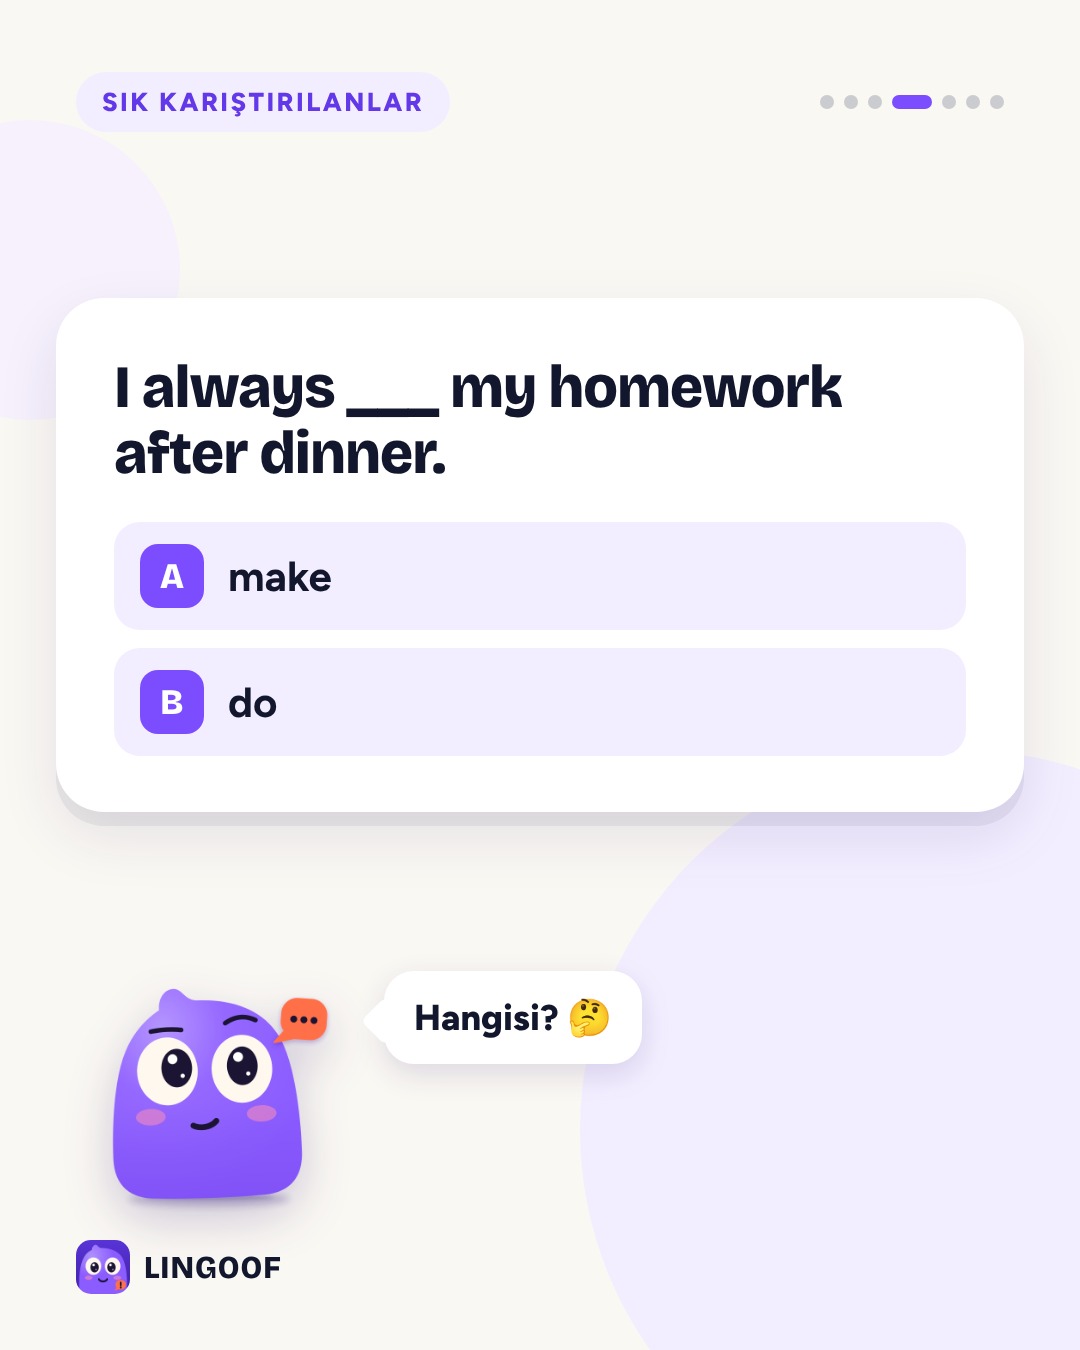 SIK KARIŞTIRILANLAR
I always ___ my homework
after dinner.
A make
B do
Hangisi? 🤔
LINGOOF